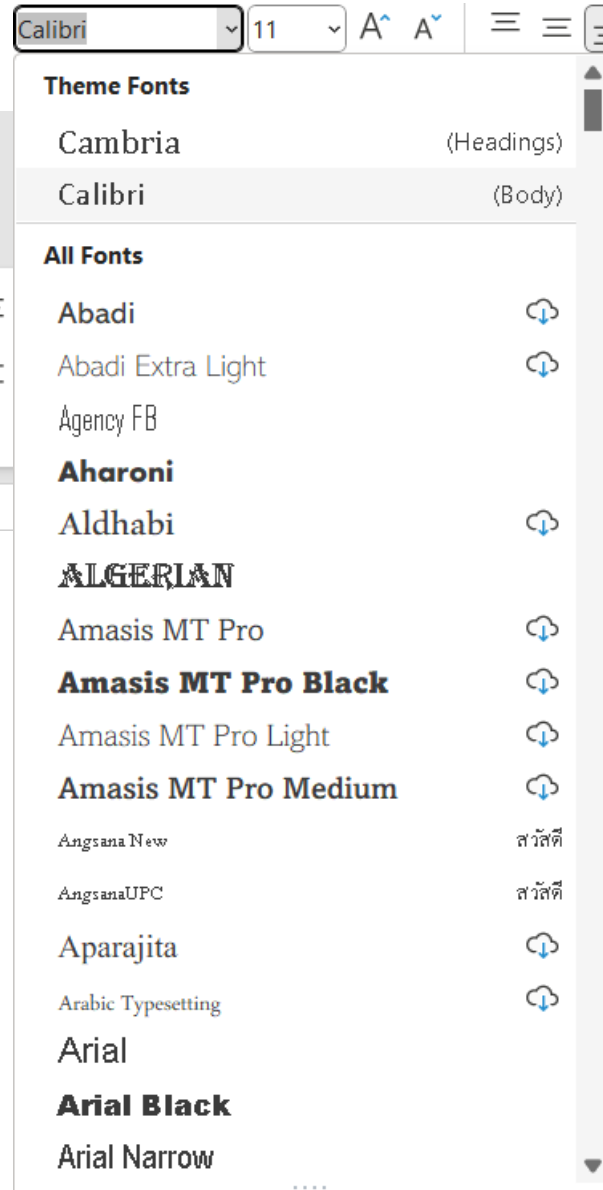 Calibri 11
Theme Fonts
Cambria (Headings)
Calibri (Body)
All Fonts
Abadi
Abadi Extra Light
Agency FB
Aharoni
Aldhabi
ALGERIAN
Amasis MT Pro
Amasis MT Pro Black
Amasis MT Pro Light
Amasis MT Pro Medium
Angsana New สวัสดี
AngsanaUPC สวัสดี
Aparajita
Arabic Typesetting
Arial
Arial Black
Arial Narrow